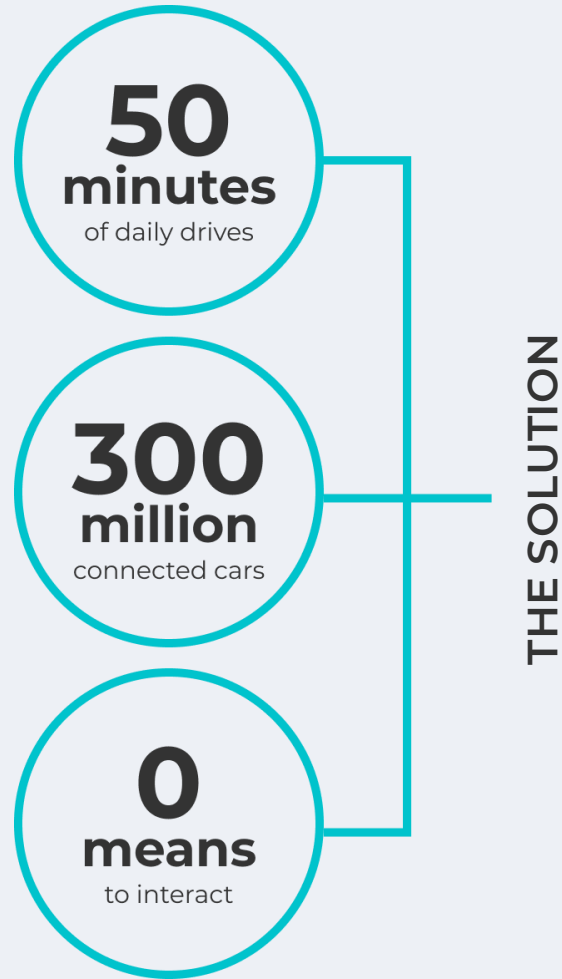 50
minutes
of daily drives
300
million
connected cars
0
means
to interact
THE SOLUTION